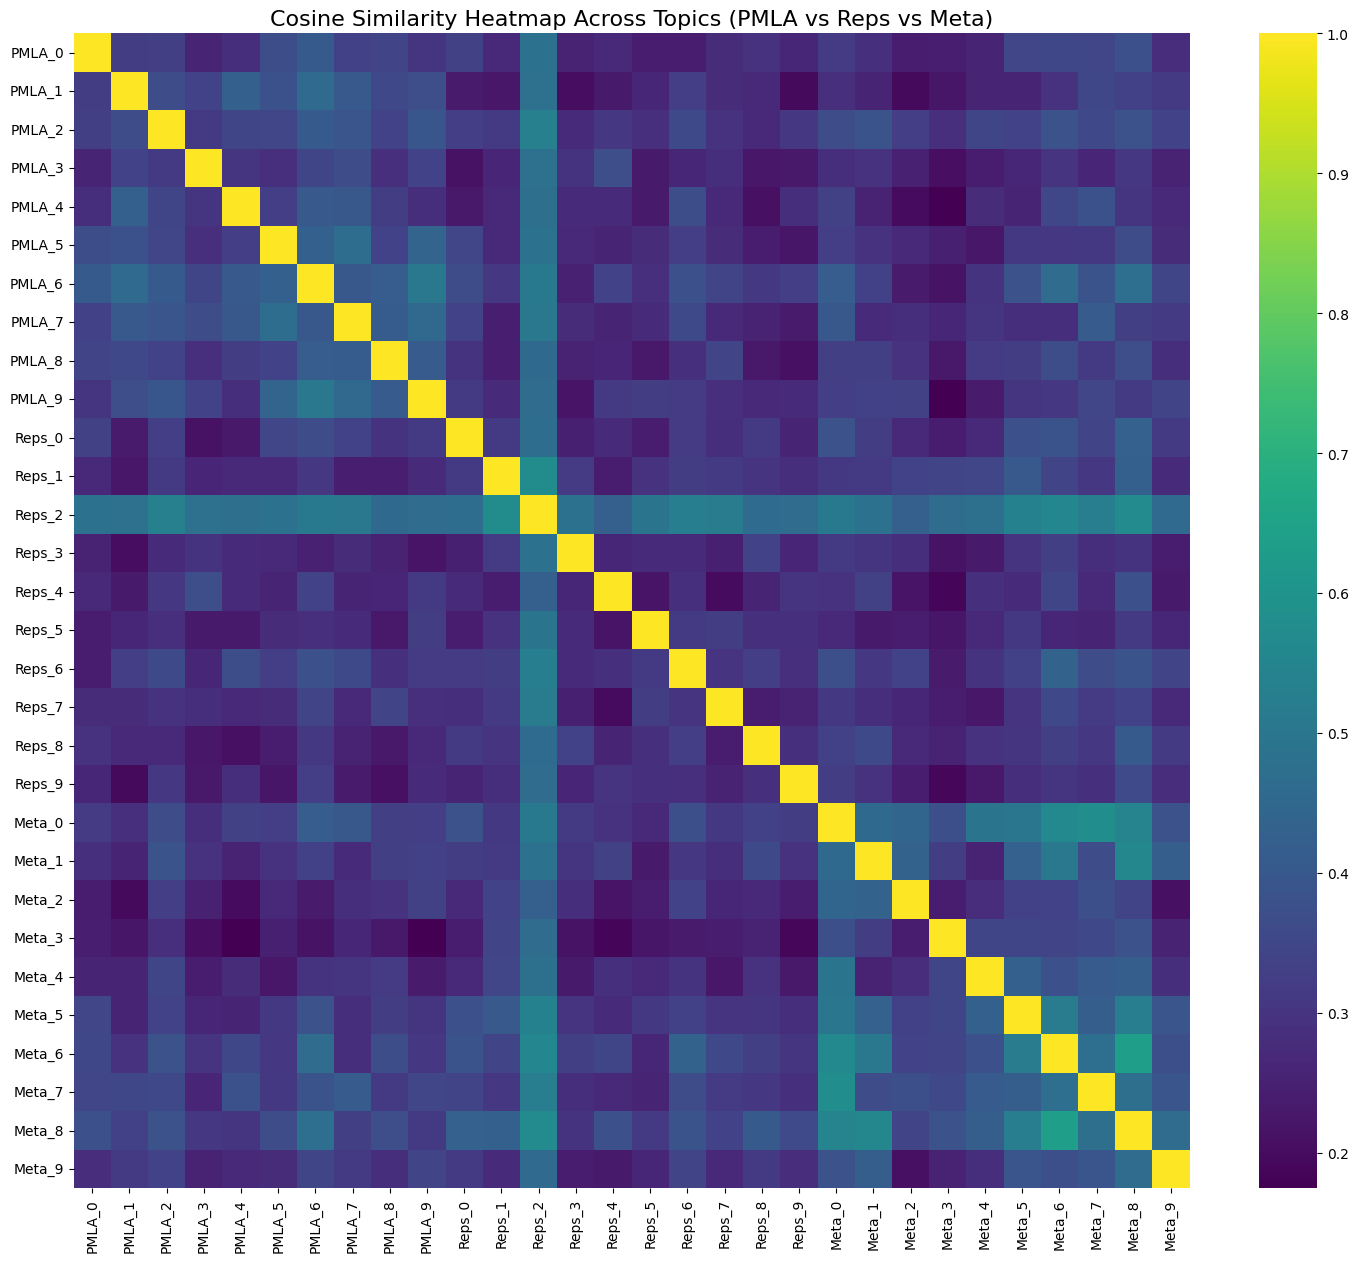 Cosine Similarity Heatmap Across Topics (PMLA vs Reps vs Meta)
PMLA_0
PMLA_1
PMLA_2
PMLA_3
PMLA_4
PMLA_5
PMLA_6
PMLA_7
PMLA_8
PMLA_9
Reps_0
Reps_1
Reps_2
Reps_3
Reps_4
Reps_5
Reps_6
Reps_7
Reps_8
Reps_9
Meta_0
Meta_1
Meta_2
Meta_3
Meta_4
Meta_5
Meta_6
Meta_7
Meta_8
Meta_9
PMLA_0
PMLA_1
PMLA_2
PMLA_3
PMLA_4
PMLA_5
PMLA_6
PMLA_7
PMLA_8
PMLA_9
Reps_0
Reps_1
Reps_2
Reps_3
Reps_4
Reps_5
Reps_6
Reps_7
Reps_8
Reps_9
Meta_0
Meta_1
Meta_2
Meta_3
Meta_4
Meta_5
Meta_6
Meta_7
Meta_8
Meta_9
1.0
0.9
0.8
0.7
0.6
0.5
0.4
0.3
0.2